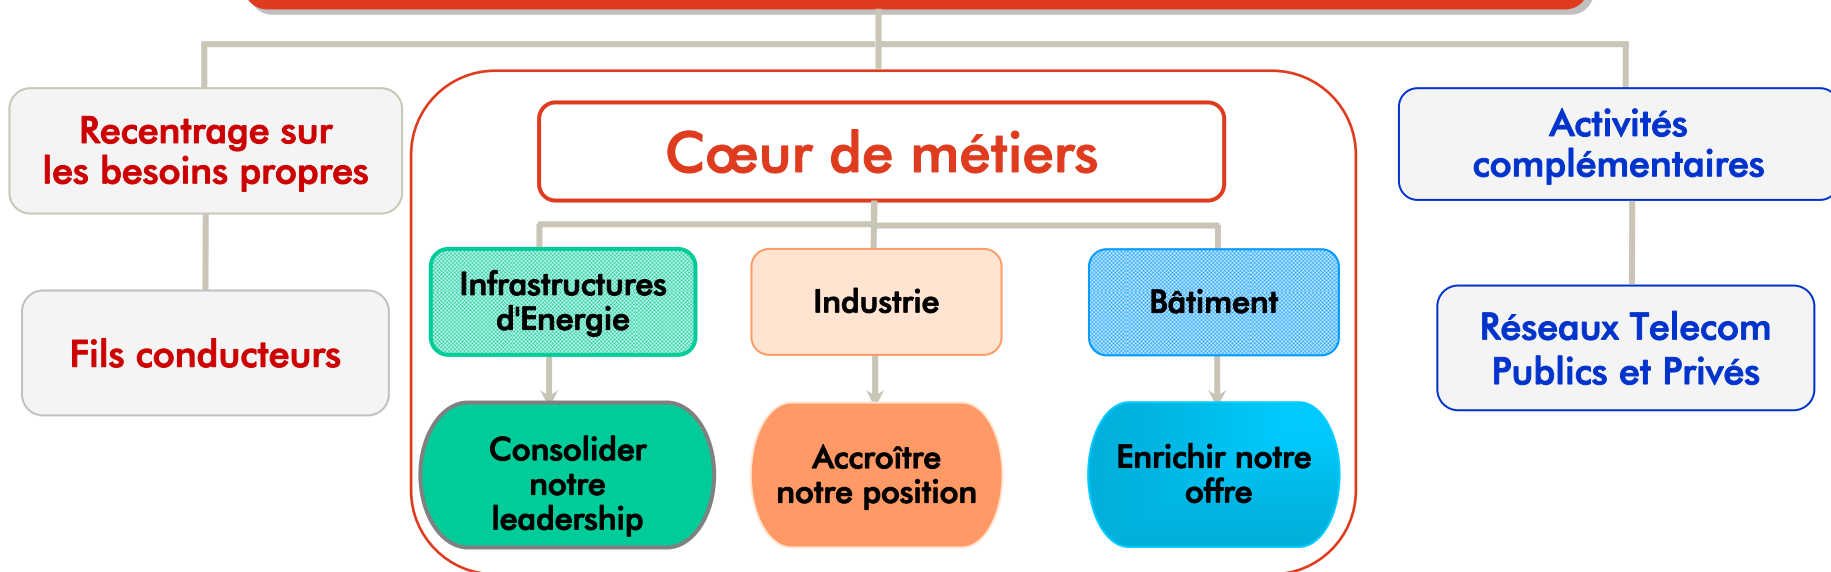 Recentrage sur
les besoins propres
Cœur de métiers
Activités
complémentaires
Fils conducteurs
Infrastructures
d'Energie
Industrie
Bâtiment
Réseaux Telecom
Publics et Privés
Consolider
notre
leadership
Accroître
notre position
Enrichir notre
offre